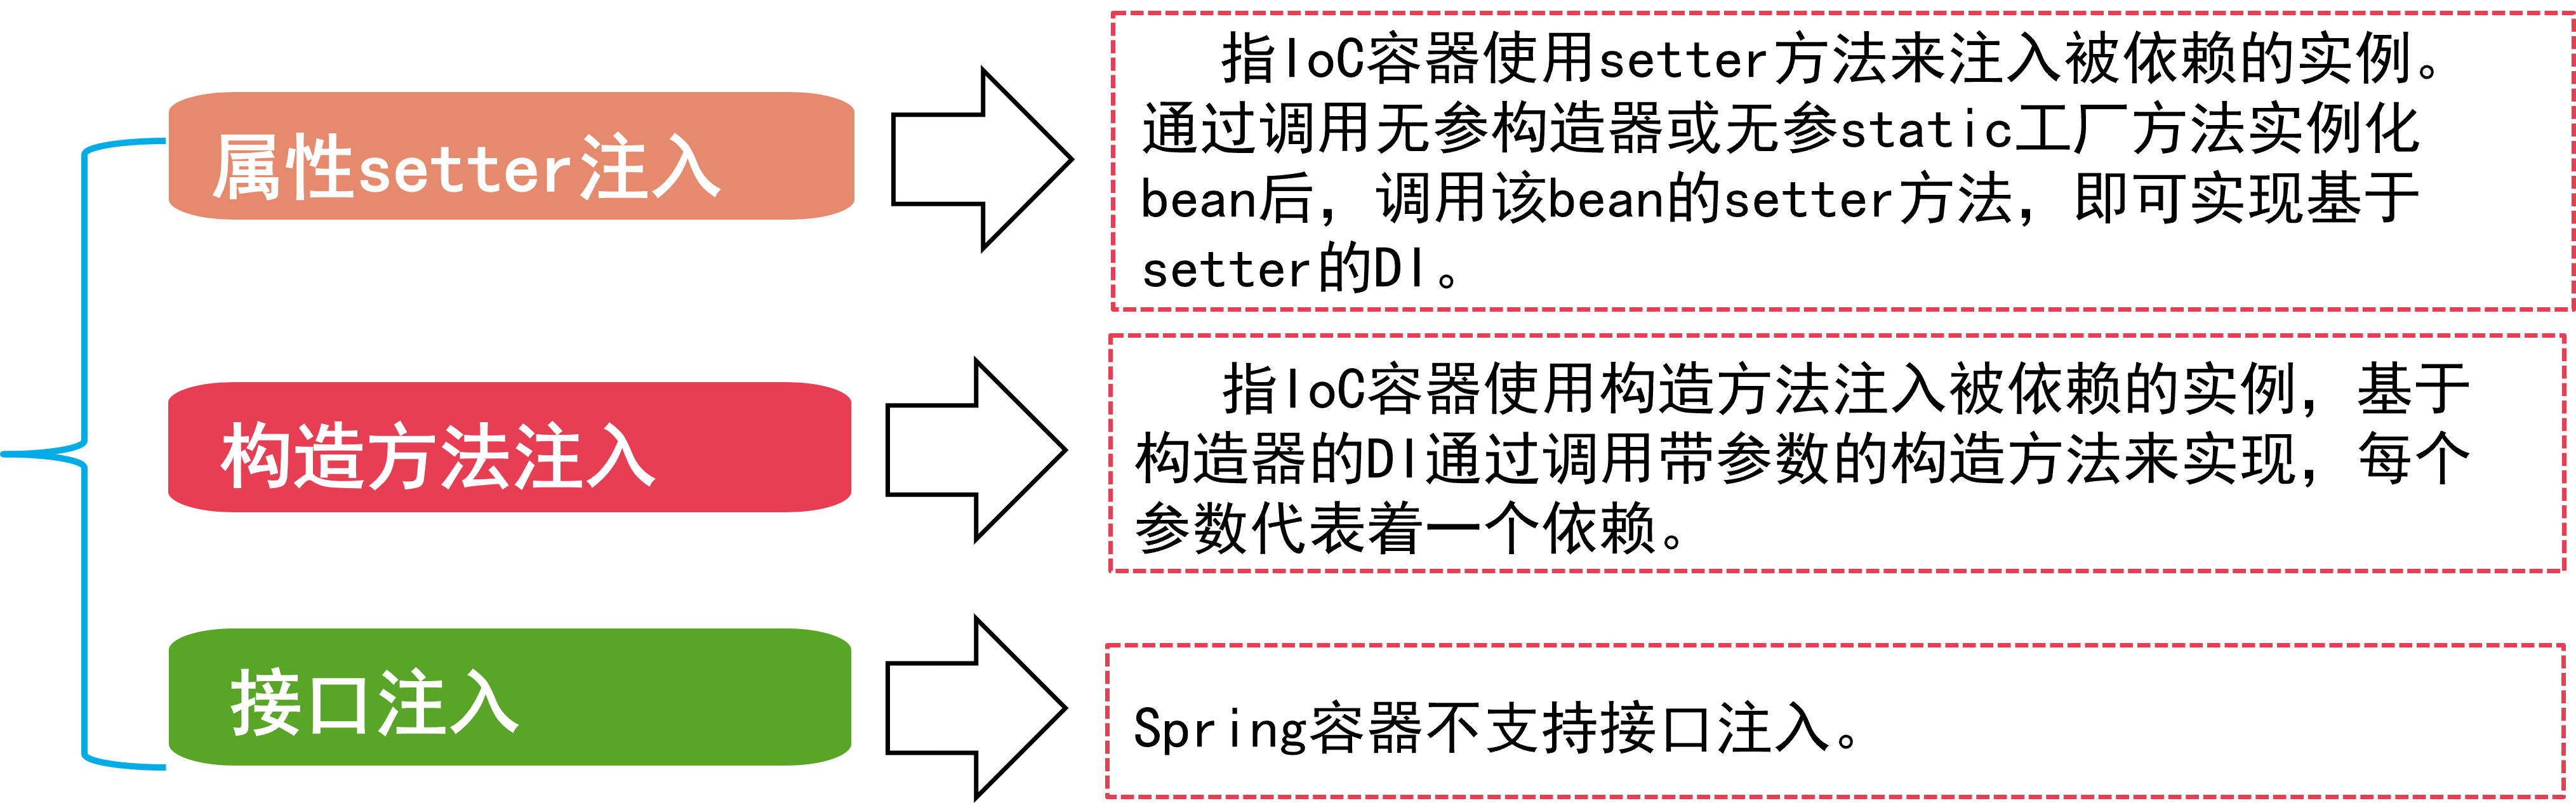 属性setter注入
指IoC容器使用setter方法来注入被依赖的实例。
通过调用无参构造器或无参static工厂方法实例化
bean后，调用该bean的setter方法，即可实现基于
setter的DI。
构造方法注入
指IoC容器使用构造方法注入被依赖的实例，基于
构造器的DI通过调用带参数的构造方法来实现，每个
参数代表着一个依赖。
接口注入
Spring容器不支持接口注入。